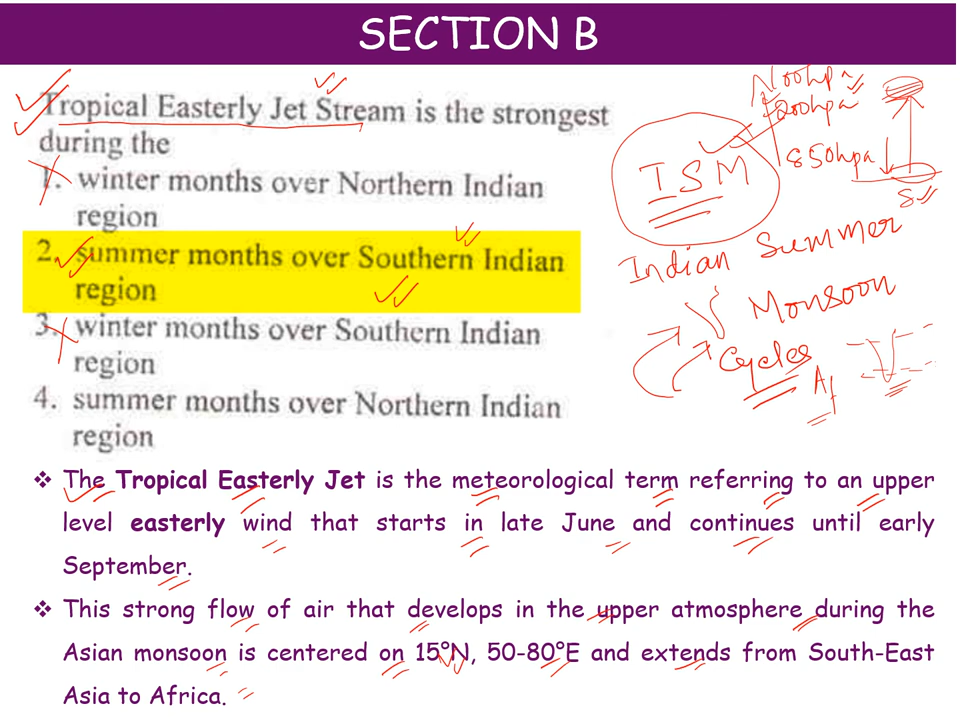 SECTION B
Tropical Easterly Jet Stream is the strongest
during the
1. winter months over Northern Indian
region
2. summer months over Southern Indian
region
3. winter months over Southern Indian
region
4. summer months over Northern Indian
region
100hpa
200hpa
850hpa
S
ISM
Indian Summer
Monsoon
Cycles
Af
❖ The Tropical Easterly Jet is the meteorological term referring to an upper
level easterly wind that starts in late June and continues until early
September.
❖ This strong flow of air that develops in the upper atmosphere during the
Asian monsoon is centered on 15°N, 50-80°E and extends from South-East
Asia to Africa.